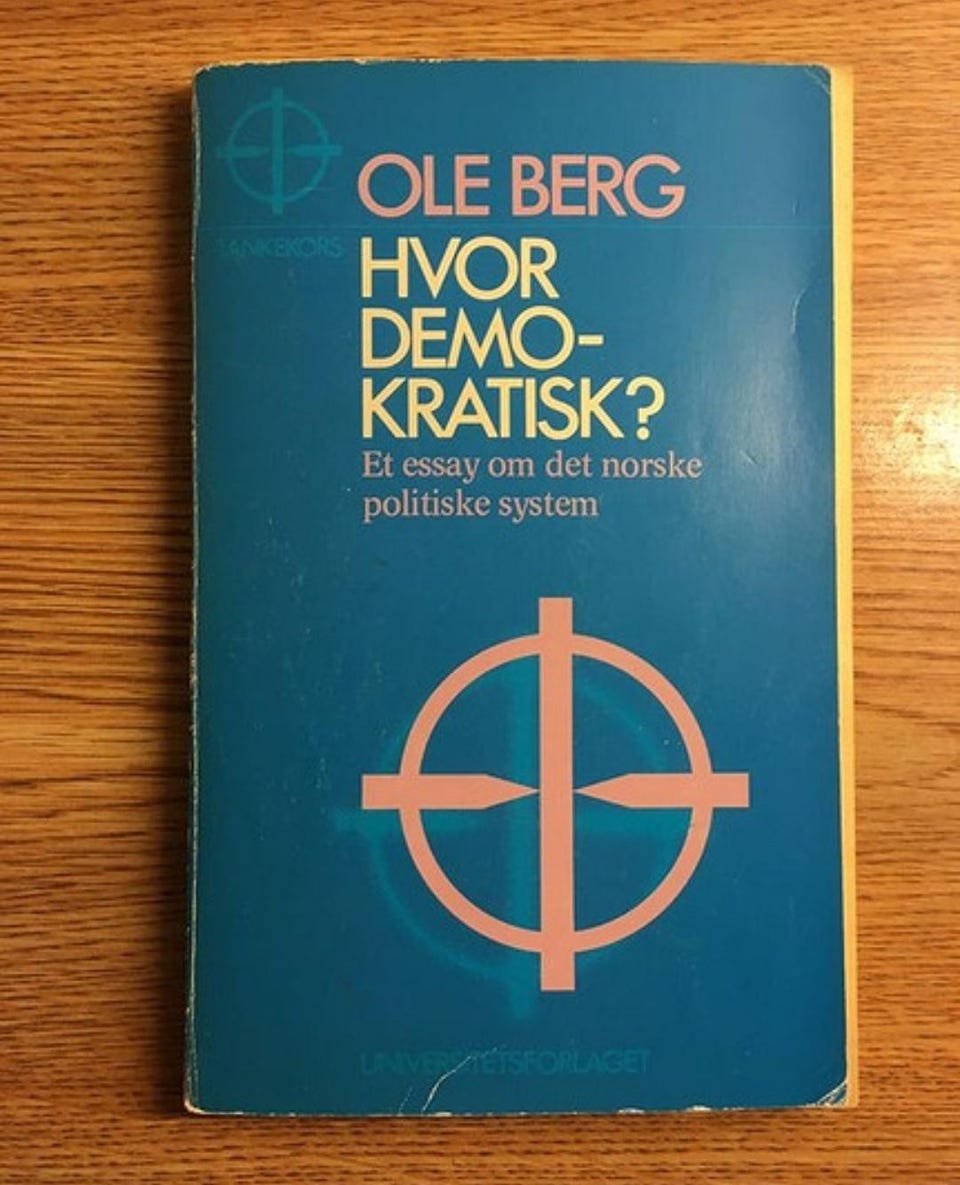 OLE BERG
TANKEKORS
HVOR
DEMO-
KRATISK?
Et essay om det norske
politiske system
UNIVERSITETSFORLAGET